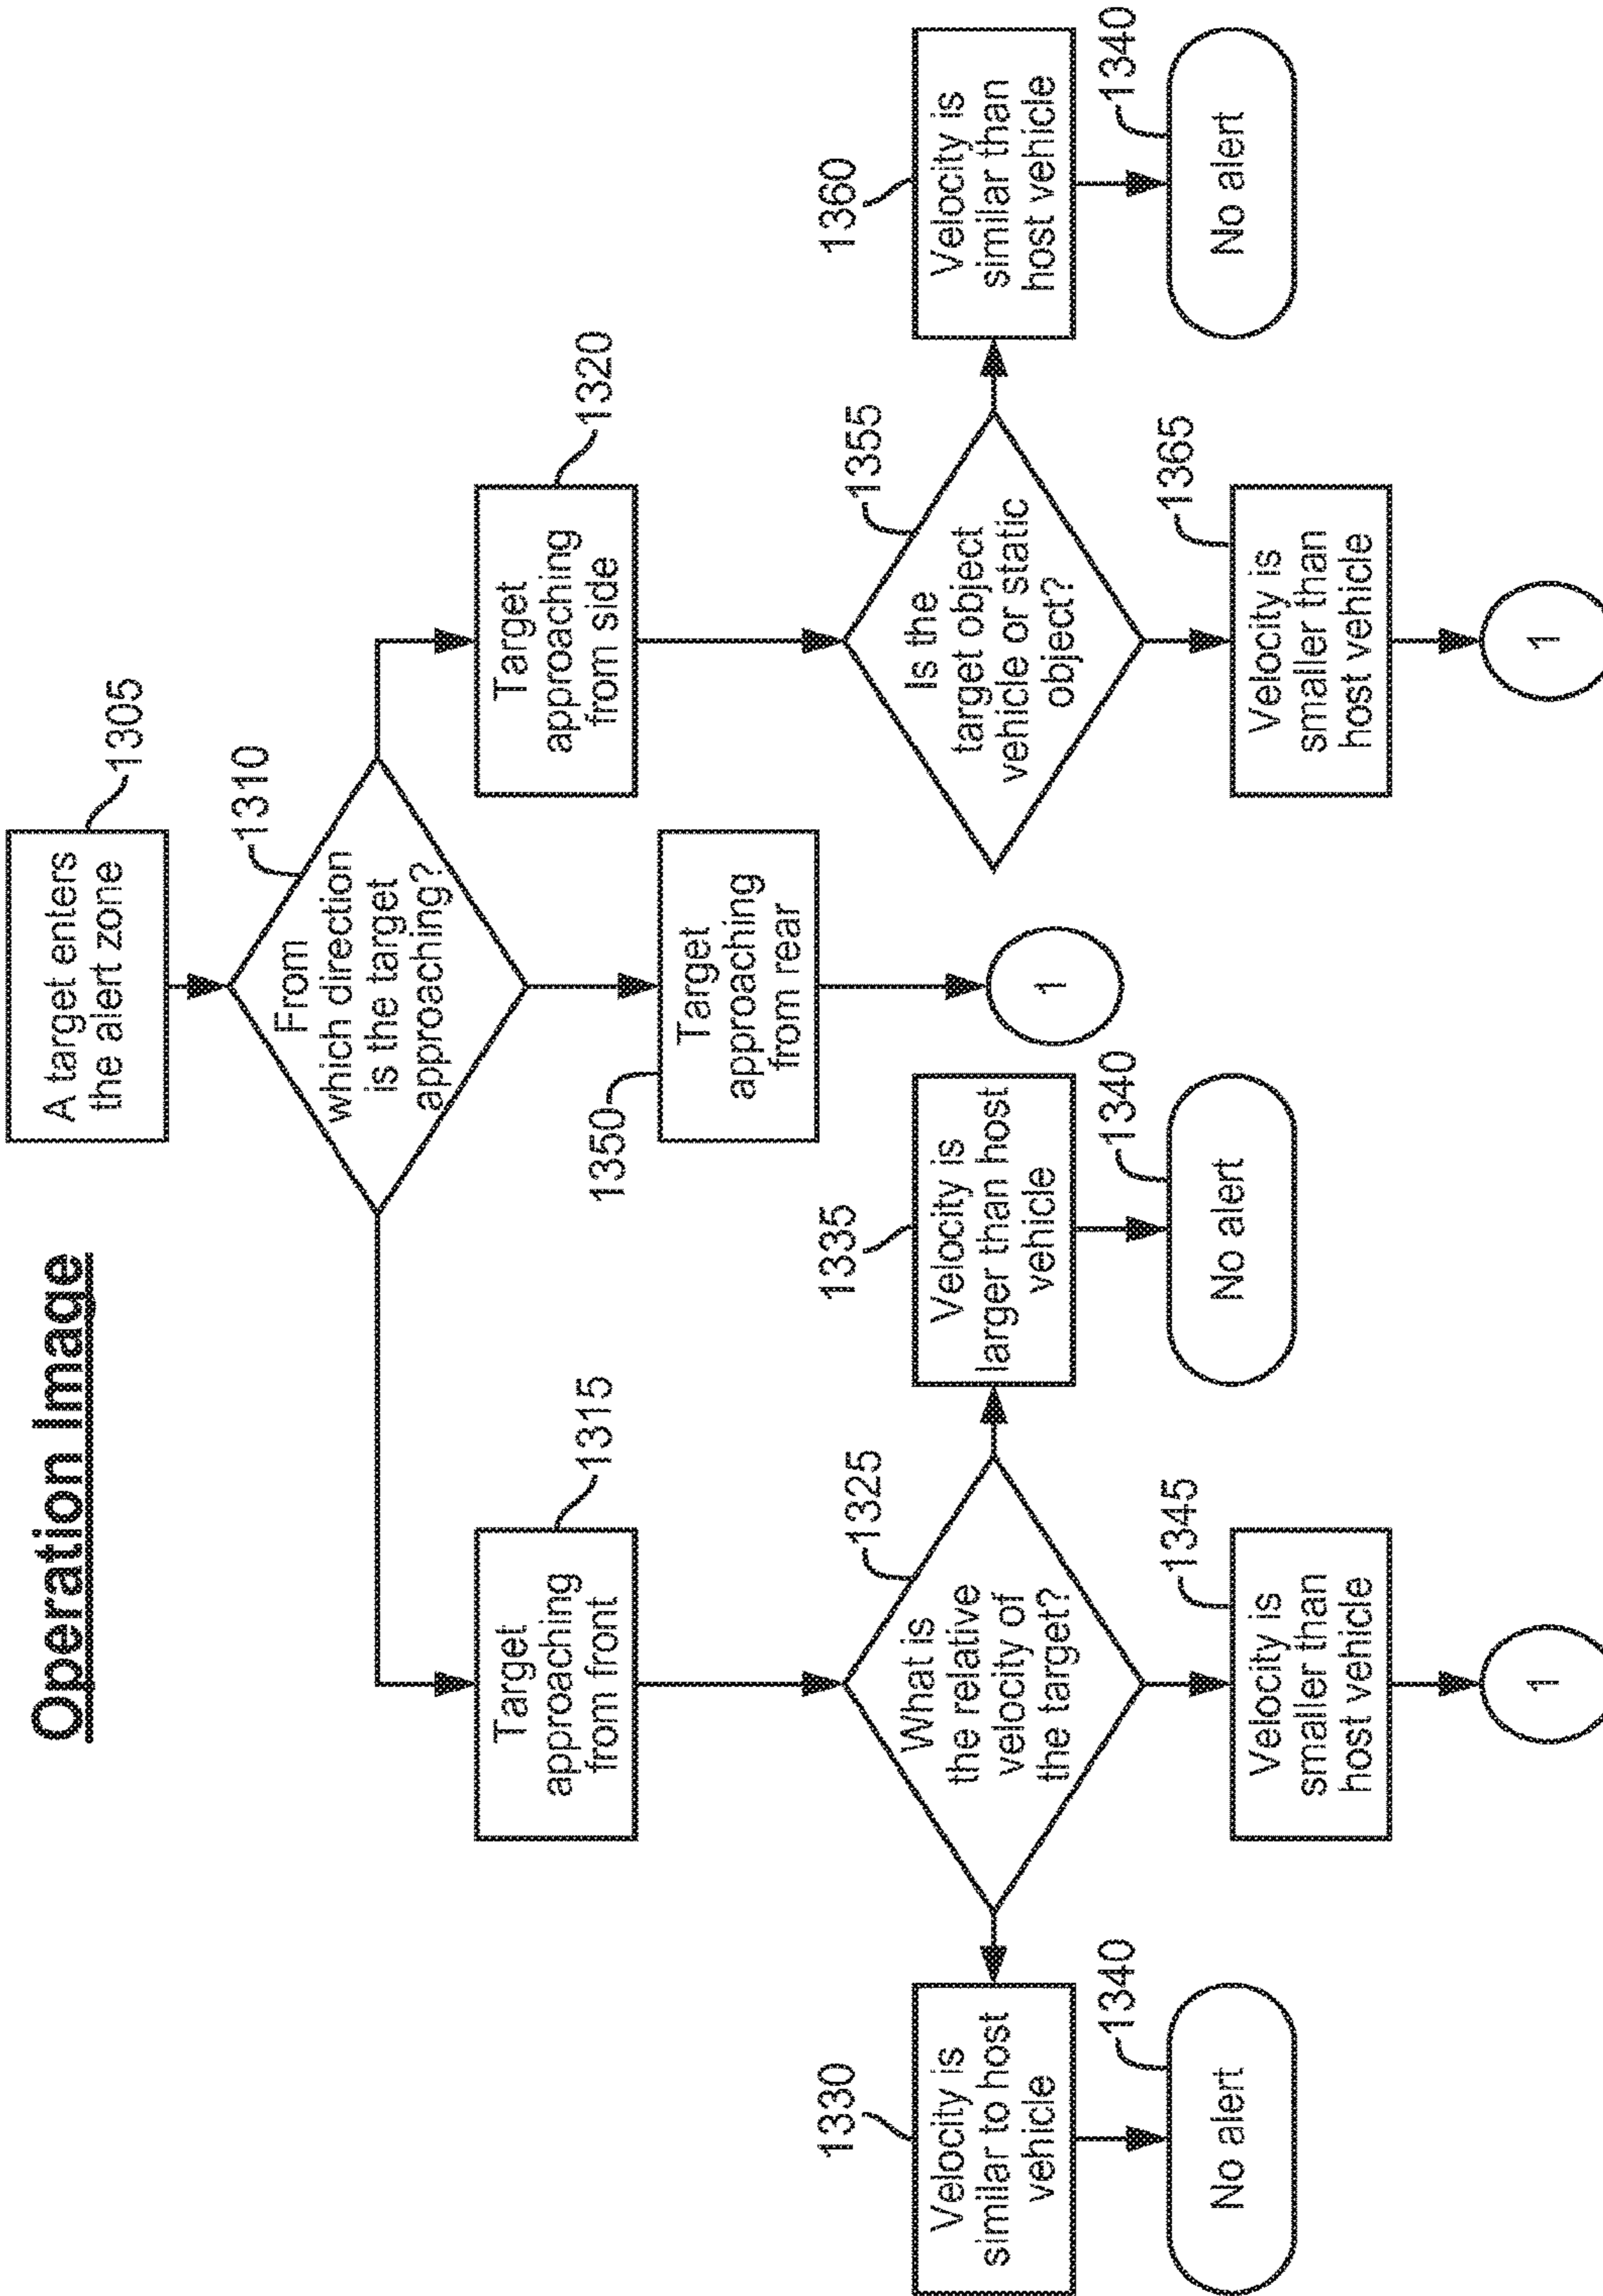 Operation image
A target enters
the alert zone
1305
From
which direction
is the target
approaching?
1310
Target
approaching
from front
1315
Target
approaching
from rear
1350
Target
approaching
from side
1320
What is
the relative
velocity of
the target?
1325
Velocity is
similar to host
vehicle
1330
No alert
1340
Velocity is
larger than host
vehicle
1335
No alert
1340
Velocity is
smaller than
host vehicle
1345
1
1
Is the
target object
vehicle or static
object?
1355
Velocity is
similar than
host vehicle
1360
No alert
1340
Velocity is
smaller than
host vehicle
1365
1